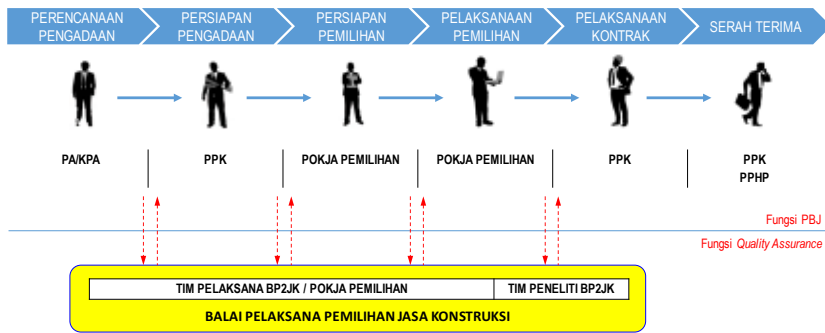 PERENCANAAN
PENGADAAN
PERSIAPAN
PENGADAAN
PERSIAPAN
PEMILIHAN
PELAKSANAAN
PEMILIHAN
PELAKSANAAN
KONTRAK
SERAH TERIMA
PA/KPA
PPK
POKJA PEMILIHAN
POKJA PEMILIHAN
PPK
PPK
PPHP
Fungsi PBJ
Fungsi Quality Assurance
TIM PELAKSANA BP2JK / POKJA PEMILIHAN
TIM PENELITI BP2JK
BALAI PELAKSANA PEMILIHAN JASA KONSTRUKSI